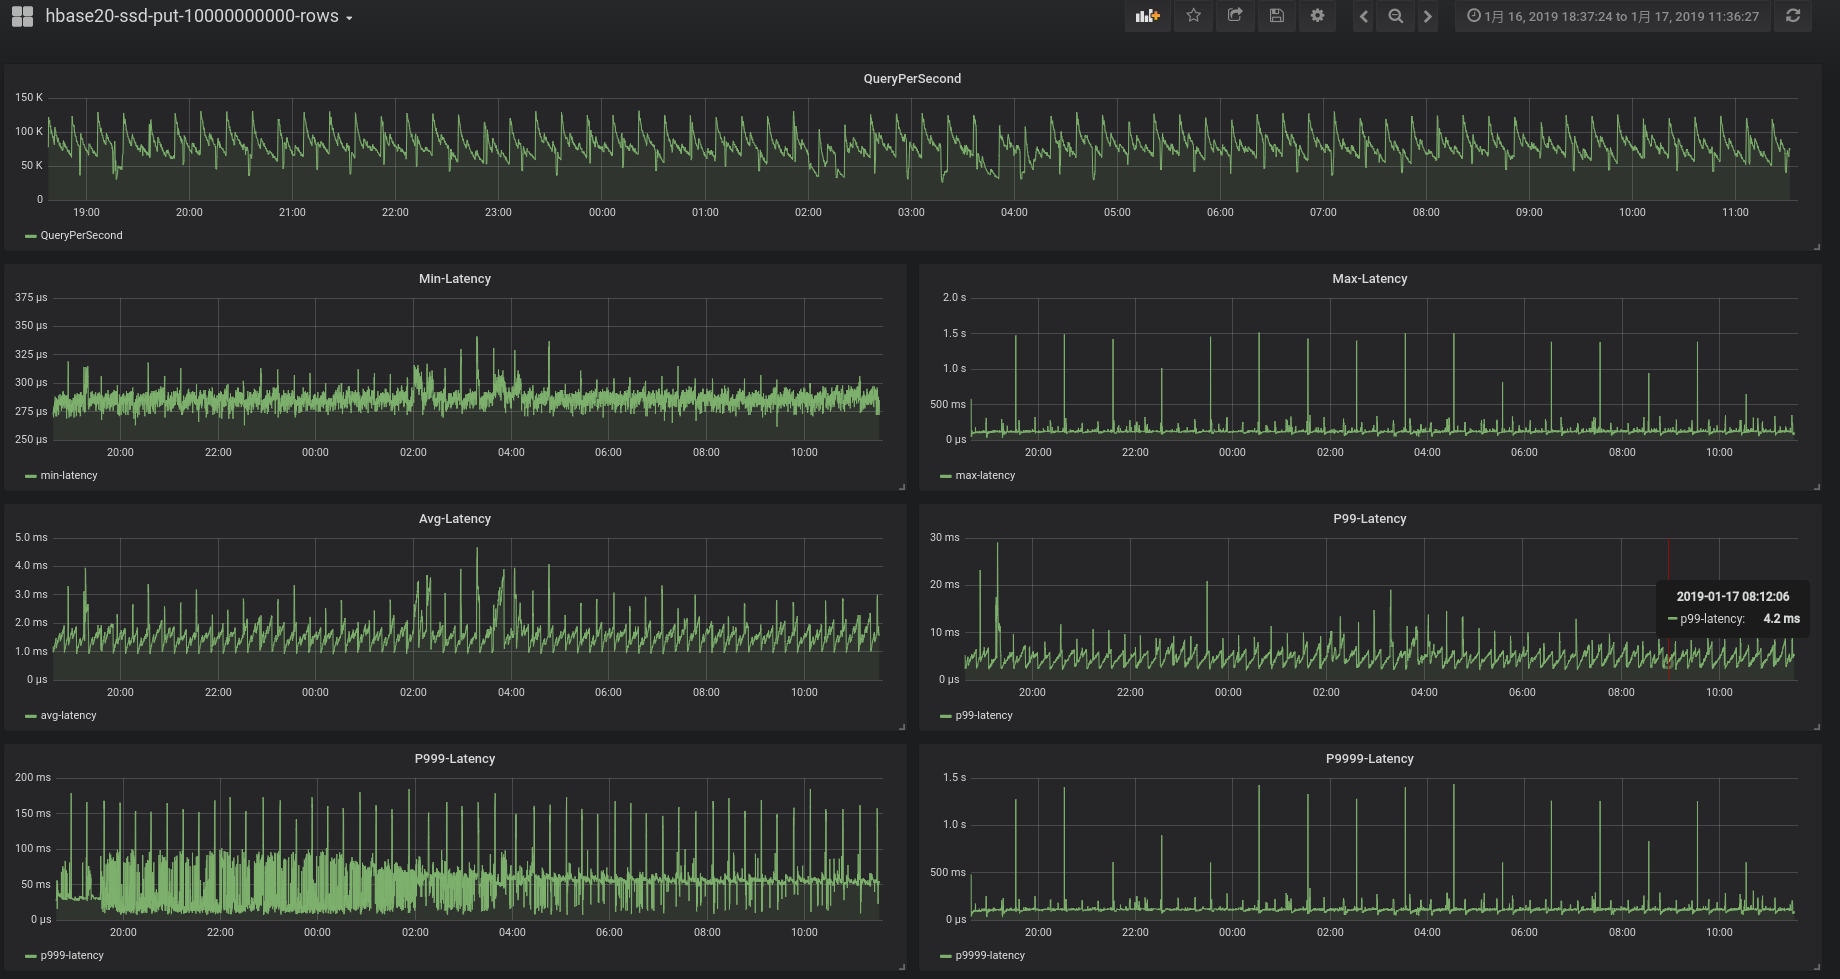 hbase20-ssd-put-10000000000-rows
1月 16, 2019 18:37:24 to 1月 17, 2019 11:36:27
QueryPerSecond
150 K
100 K
50 K
0
19:00 20:00 21:00 22:00 23:00 00:00 01:00 02:00 03:00 04:00 05:00 06:00 07:00 08:00 09:00 10:00 11:00
QueryPerSecond
Min-Latency
375 µs
350 µs
325 µs
300 µs
275 µs
250 µs
20:00 22:00 00:00 02:00 04:00 06:00 08:00 10:00
min-latency
Max-Latency
2.0 s
1.5 s
1.0 s
500 ms
0 µs
20:00 22:00 00:00 02:00 04:00 06:00 08:00 10:00
max-latency
Avg-Latency
5.0 ms
4.0 ms
3.0 ms
2.0 ms
1.0 ms
0 µs
20:00 22:00 00:00 02:00 04:00 06:00 08:00 10:00
avg-latency
P99-Latency
30 ms
20 ms
10 ms
0 µs
20:00 22:00 00:00 02:00 04:00 06:00 08:00 10:00
2019-01-17 08:12:06
p99-latency: 4.2 ms
p99-latency
P999-Latency
200 ms
150 ms
100 ms
50 ms
0 µs
20:00 22:00 00:00 02:00 04:00 06:00 08:00 10:00
p999-latency
P9999-Latency
1.5 s
1.0 s
500 ms
0 µs
20:00 22:00 00:00 02:00 04:00 06:00 08:00 10:00
p9999-latency